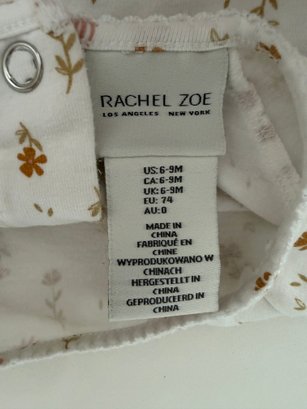 RACHEL ZOE
LOS ANGELES NEW YORK
US: 6-9M
CA: 6-9M
UK: 6-9M
EU: 74
AU: 0
MADE IN
CHINA
FABRIQUÉ EN
CHINE
WYPRODUKOWANO W
CHINACH
HERGESTELLT IN
CHINA
GEPRODUCEERD IN
CHINA